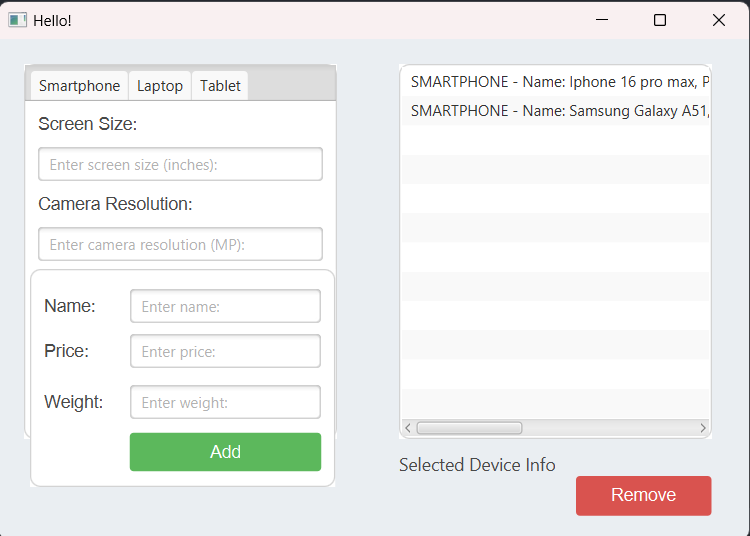 Hello!
Smartphone Laptop Tablet
Screen Size:
Enter screen size (inches):
Camera Resolution:
Enter camera resolution (MP):
Name: Enter name:
Price: Enter price:
Weight: Enter weight:
Add
SMARTPHONE - Name: Iphone 16 pro max, P
SMARTPHONE - Name: Samsung Galaxy A51,
Selected Device Info
Remove